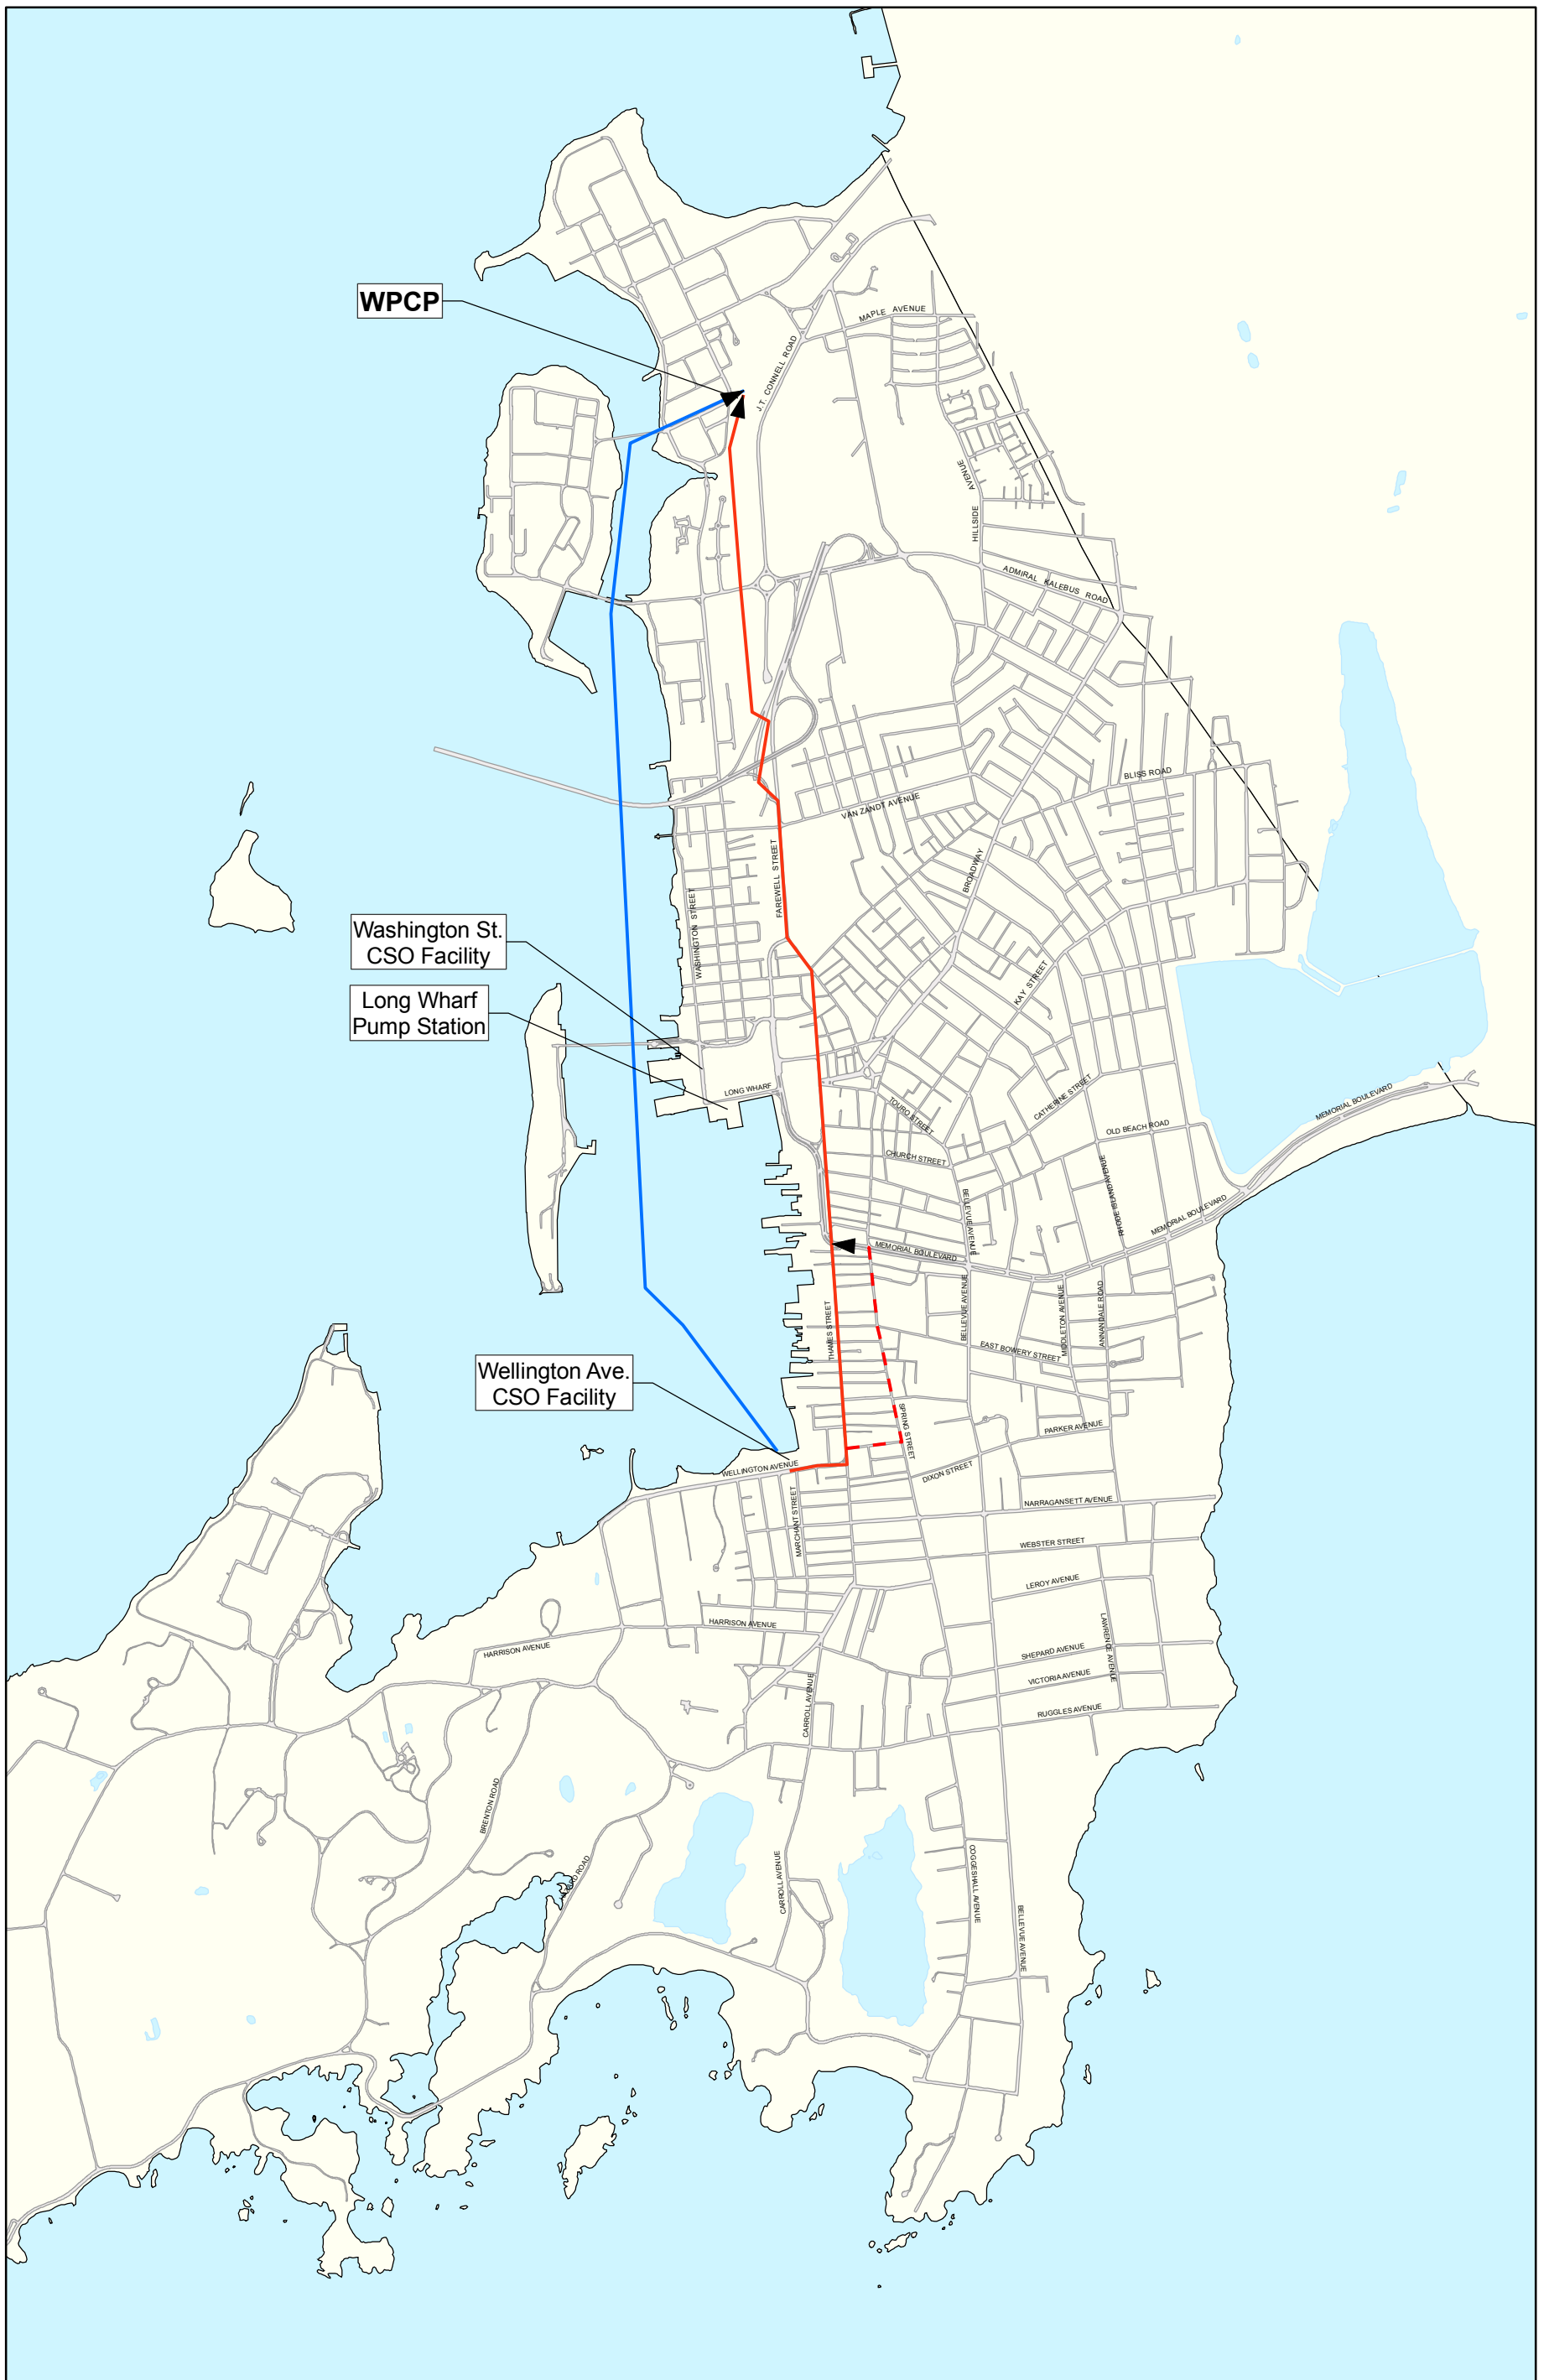 WPCP
MAPLE AVENUE
J.T. CONNELL ROAD
HILLSIDE AVENUE
ADMIRAL KALEBUS ROAD
BLISS ROAD
VAN ZANDT AVENUE
FAREWELL STREET
BROADWAY
WASHINGTON STREET
Washington St.
CSO Facility
KAY STREET
Long Wharf
Pump Station
LONG WHARF
TOURO STREET
CATHERINE STREET
MEMORIAL BOULEVARD
OLD BEACH ROAD
CHURCH STREET
RHODE ISLAND AVENUE
BELLEVUE AVENUE
MEMORIAL BOULEVARD
MEMORIAL BOULEVARD
THAMES STREET
BELLEVUE AVENUE
MIDDLETON AVENUE
ANNANDALE ROAD
EAST BOWERY STREET
Wellington Ave.
CSO Facility
SPRING STREET
PARKER AVENUE
WELLINGTON AVENUE
DIXON STREET
MARCHANT STREET
NARRAGANSETT AVENUE
WEBSTER STREET
LEROY AVENUE
HARRISON AVENUE
HARRISON AVENUE
LAWRENCE AVENUE
SHEPARD AVENUE
VICTORIA AVENUE
CARROLL AVENUE
RUGGLES AVENUE
BRENTON ROAD
CARROLL AVENUE
COGGESHALL AVENUE
BELLEVUE AVENUE
ROAD